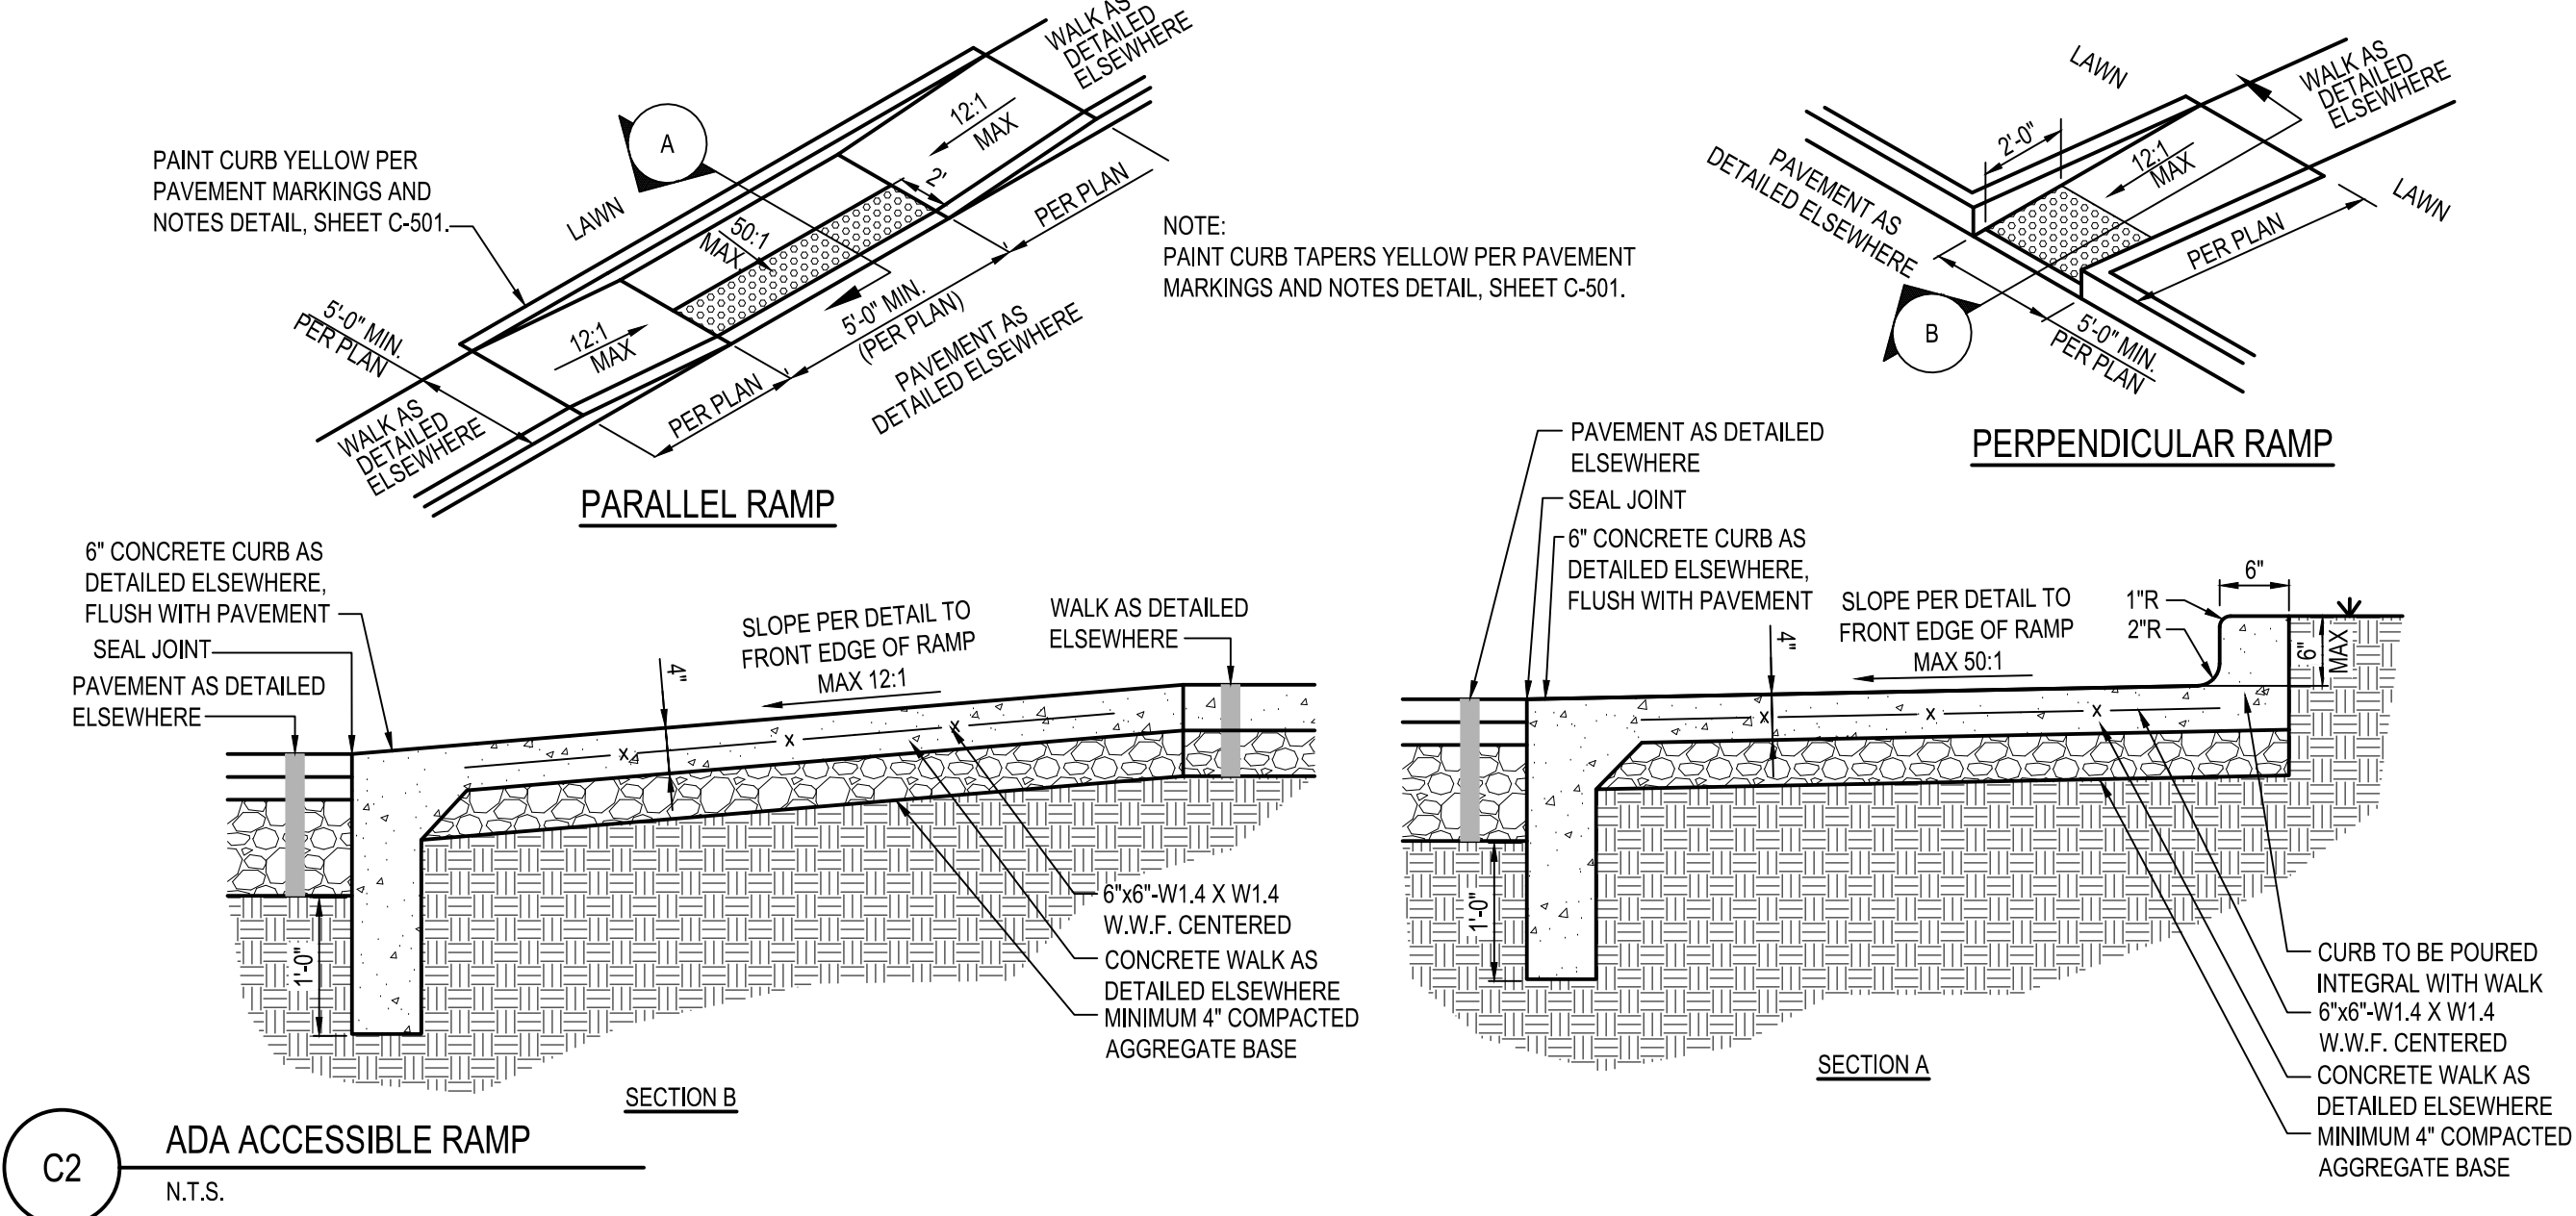 PAINT CURB YELLOW PER
PAVEMENT MARKINGS AND
NOTES DETAIL, SHEET C-501.
LAWN
A
12:1
MAX
WALK AS
DETAILED
ELSEWHERE
2'
50:1
MAX.
PER PLAN
5'-0" MIN.
(PER PLAN)
PAVEMENT AS
DETAILED ELSEWHERE
5'-0" MIN.
PER PLAN
12:1
MAX
PER PLAN
WALK AS
DETAILED
ELSEWHERE
PARALLEL RAMP
NOTE:
PAINT CURB TAPERS YELLOW PER PAVEMENT
MARKINGS AND NOTES DETAIL, SHEET C-501.
LAWN
WALK AS
DETAILED
ELSEWHERE
2'-0"
12:1
MAX
PAVEMENT AS
DETAILED ELSEWHERE
LAWN
PER PLAN
B
5'-0" MIN.
PER PLAN
PERPENDICULAR RAMP
6" CONCRETE CURB AS
DETAILED ELSEWHERE,
FLUSH WITH PAVEMENT
SEAL JOINT
PAVEMENT AS DETAILED
ELSEWHERE
4"
SLOPE PER DETAIL TO
FRONT EDGE OF RAMP
MAX 12:1
WALK AS DETAILED
ELSEWHERE
X
X
X
1'-0"
6"x6"-W1.4 X W1.4
W.W.F. CENTERED
CONCRETE WALK AS
DETAILED ELSEWHERE
MINIMUM 4" COMPACTED
AGGREGATE BASE
SECTION B
PAVEMENT AS DETAILED
ELSEWHERE
SEAL JOINT
6" CONCRETE CURB AS
DETAILED ELSEWHERE,
FLUSH WITH PAVEMENT
4"
SLOPE PER DETAIL TO
FRONT EDGE OF RAMP
MAX 50:1
1"R
2"R
6"
6"
MAX
X
X
X
1'-0"
CURB TO BE POURED
INTEGRAL WITH WALK
6"x6"-W1.4 X W1.4
W.W.F. CENTERED
CONCRETE WALK AS
DETAILED ELSEWHERE
MINIMUM 4" COMPACTED
AGGREGATE BASE
SECTION A
C2
ADA ACCESSIBLE RAMP
N.T.S.